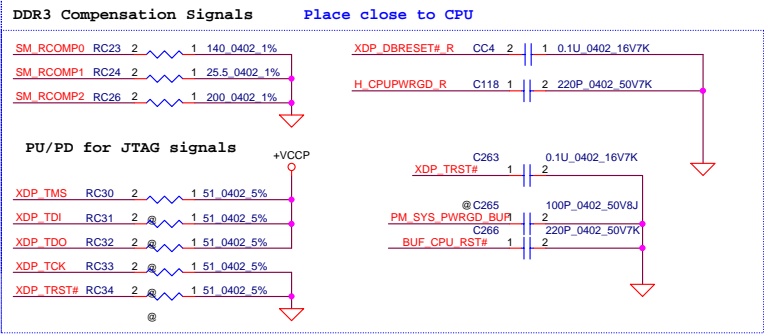 DDR3 Compensation Signals
Place close to CPU
SM_RCOMP0 RC23 2 1 140_0402_1%
SM_RCOMP1 RC24 2 1 25.5_0402_1%
SM_RCOMP2 RC26 2 1 200_0402_1%
XDP_DBRESET#_R CC4 2 1 0.1U_0402_16V7K
H_CPUPWRGD_R C118 1 2 220P_0402_50V7K
PU/PD for JTAG signals
+VCCP
XDP_TMS RC30 2 1 51_0402_5%
XDP_TDI RC31 2 @ 1 51_0402_5%
XDP_TDO RC32 2 @ 1 51_0402_5%
XDP_TCK RC33 2 1 51_0402_5%
XDP_TRST# RC34 2 @ 1 51_0402_5%
@
C263 0.1U_0402_16V7K
XDP_TRST# 1 2
@ C265 100P_0402_50V8J
PM_SYS_PWRGD_BUF 1 2
C266 220P_0402_50V7K
BUF_CPU_RST# 1 2